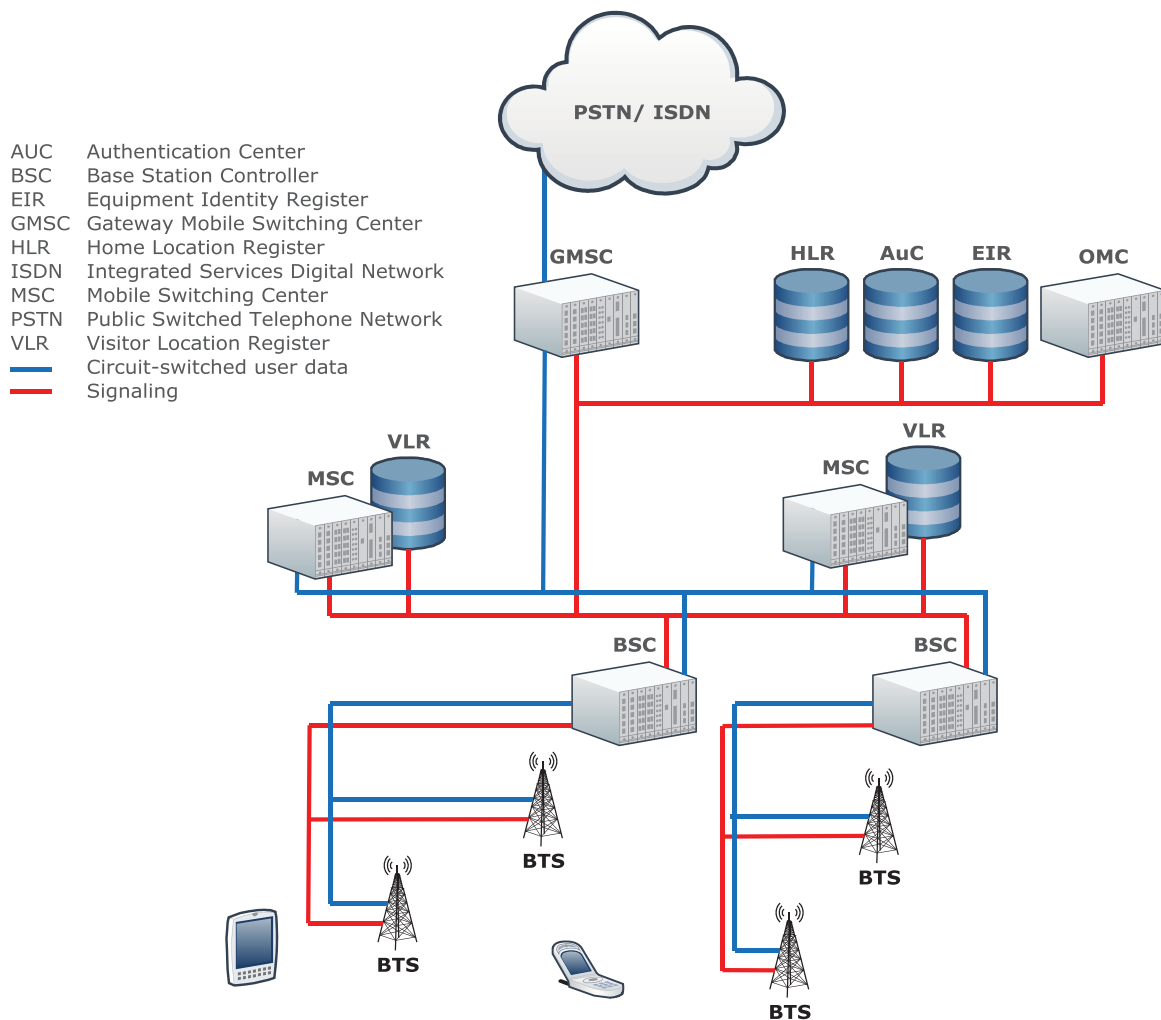 PSTN/ ISDN
AUC Authentication Center
BSC Base Station Controller
EIR Equipment Identity Register
GMSC Gateway Mobile Switching Center
HLR Home Location Register
ISDN Integrated Services Digital Network
MSC Mobile Switching Center
PSTN Public Switched Telephone Network
VLR Visitor Location Register
Circuit-switched user data
Signaling
GMSC
HLR
AuC
EIR
OMC
VLR
MSC
VLR
MSC
BSC
BSC
BTS
BTS
BTS
BTS